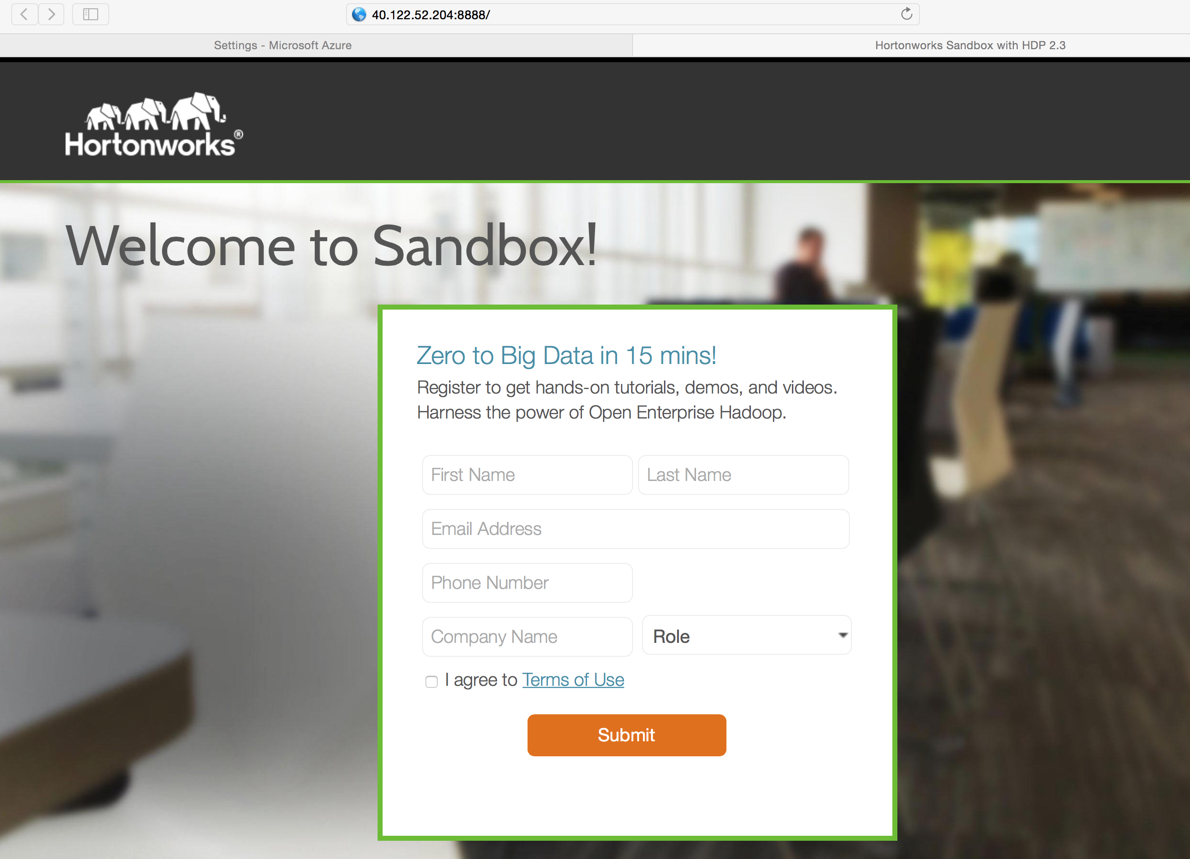 40.122.52.204:8888/
Settings - Microsoft Azure
Hortonworks Sandbox with HDP 2.3
Hortonworks®
Welcome to Sandbox!
Zero to Big Data in 15 mins!
Register to get hands-on tutorials, demos, and videos.
Harness the power of Open Enterprise Hadoop.
First Name
Last Name
Email Address
Phone Number
Company Name
Role
I agree to Terms of Use
Submit